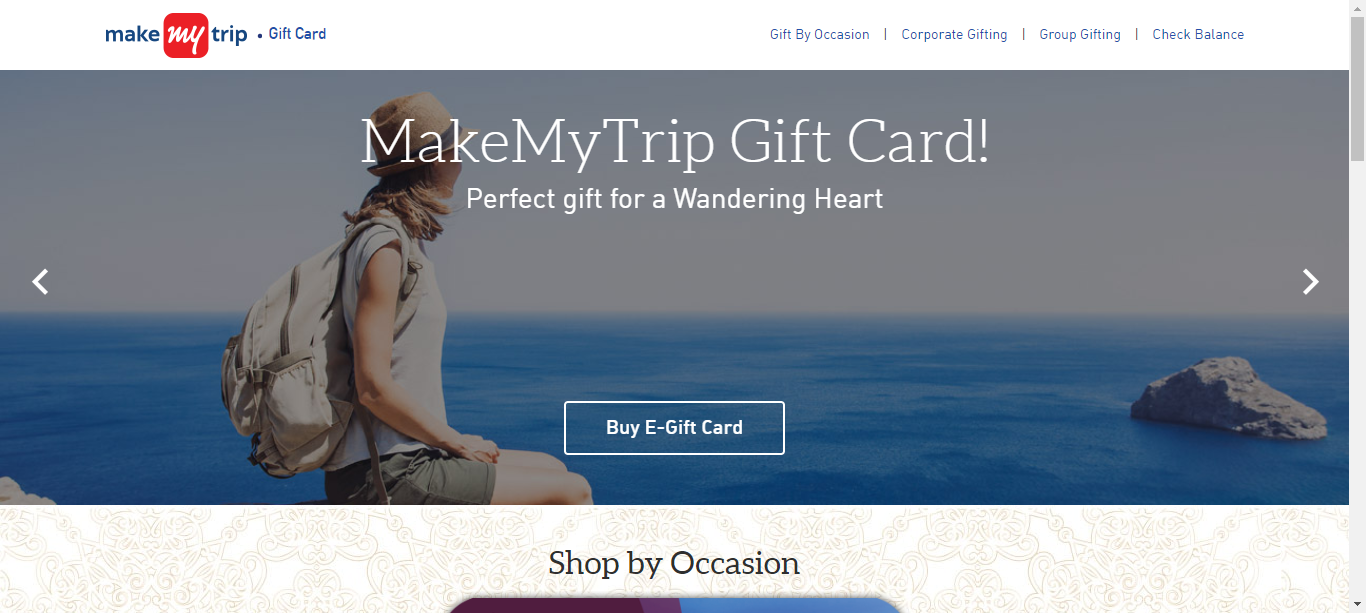 make my trip • Gift Card
Gift By Occasion | Corporate Gifting | Group Gifting | Check Balance
MakeMyTrip Gift Card!
Perfect gift for a Wandering Heart
Buy E-Gift Card
Shop by Occasion